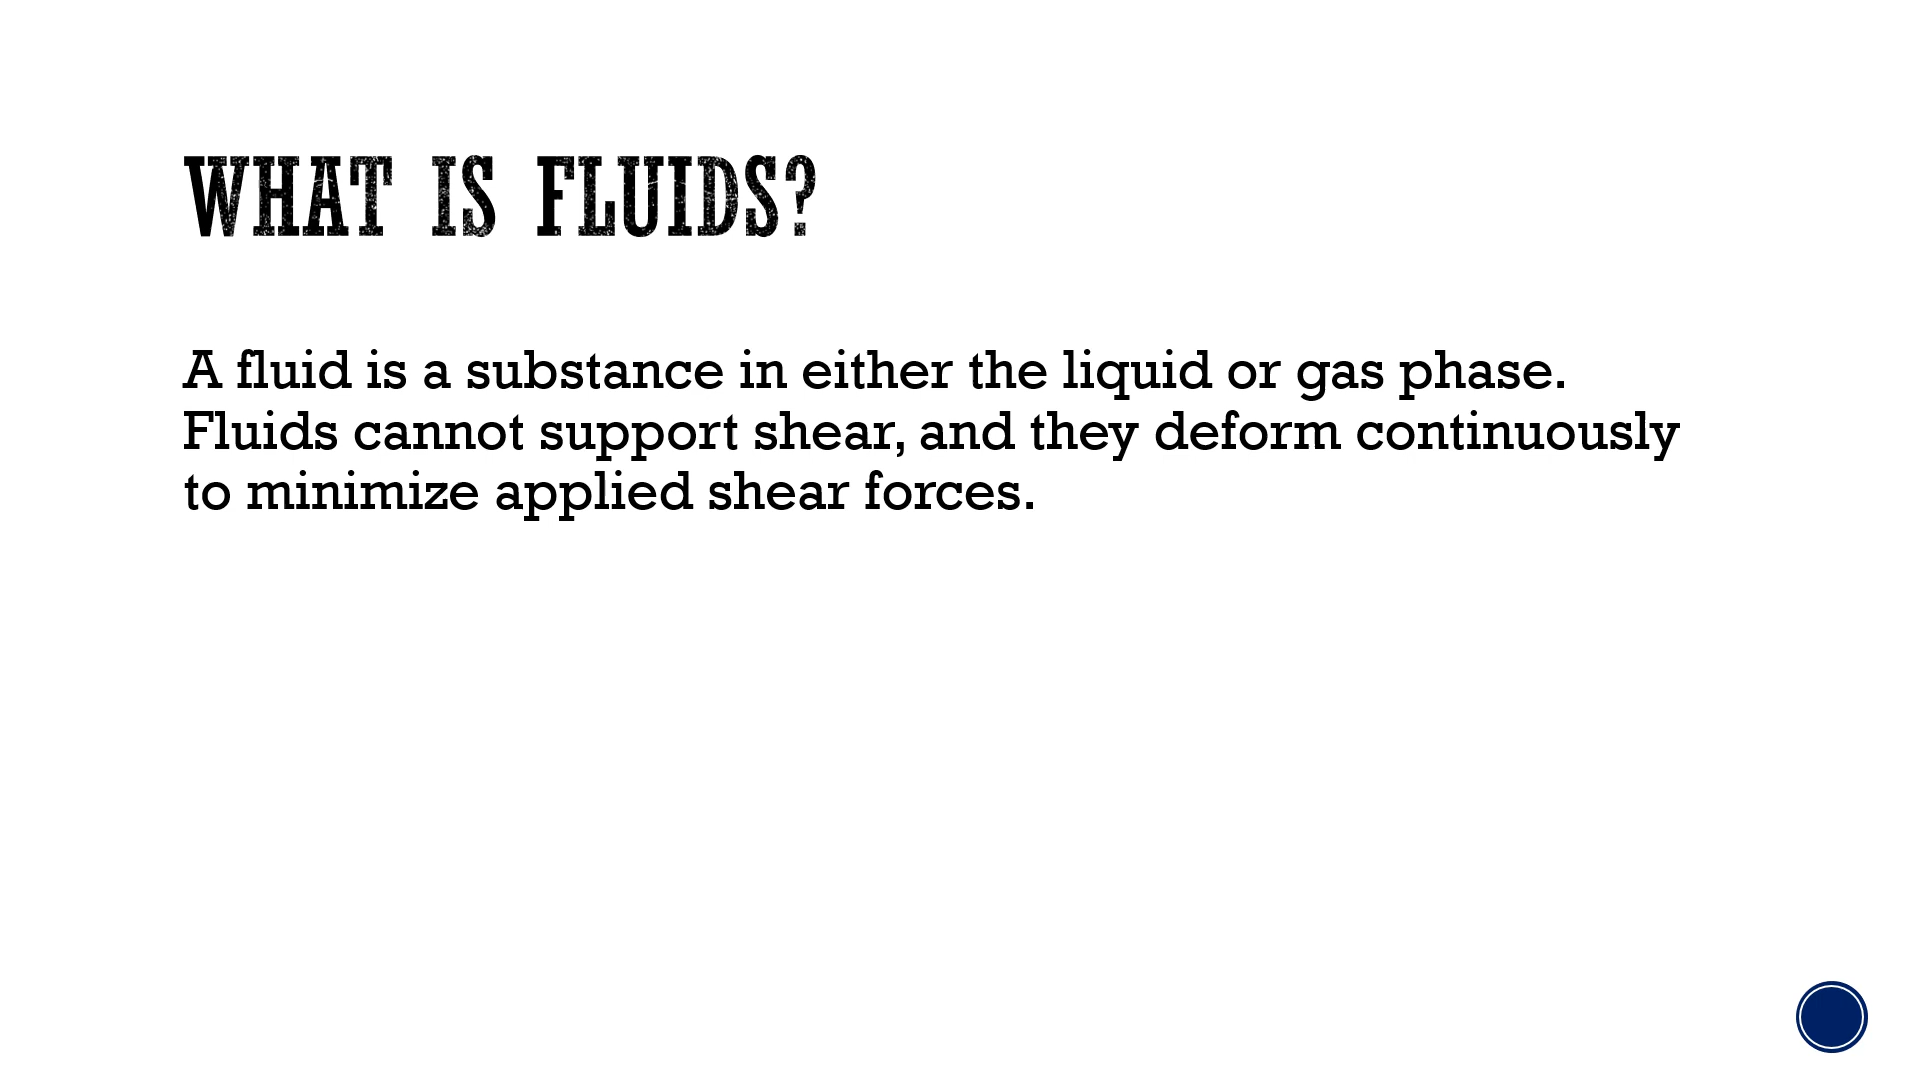 WHAT IS FLUIDS?
A fluid is a substance in either the liquid or gas phase.
Fluids cannot support shear, and they deform continuously
to minimize applied shear forces.